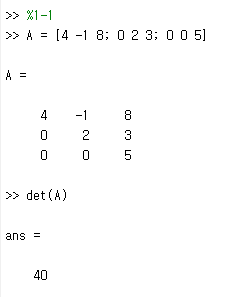 >> %1-1
>> A = [4 -1 8; 0 2 3; 0 0 5]
A =
4 -1 8
0 2 3
0 0 5
>> det(A)
ans =
40